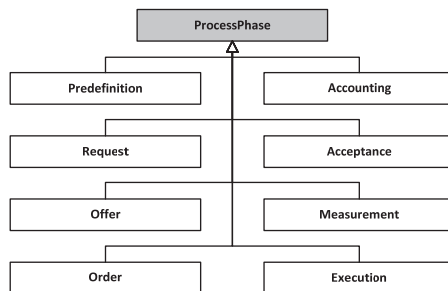 ProcessPhase
Predefinition
Accounting
Request
Acceptance
Offer
Measurement
Order
Execution